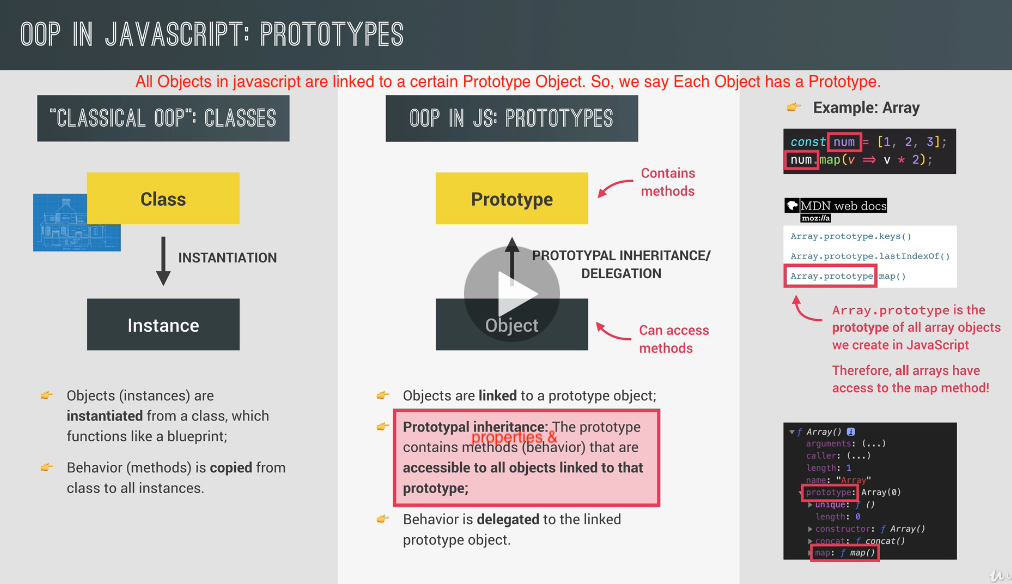 OOP IN JAVASCRIPT: PROTOTYPES
All Objects in javascript are linked to a certain Prototype Object. So, we say Each Object has a Prototype.
"CLASSICAL OOP": CLASSES
Class
INSTANTIATION
Instance
Objects (instances) are
instantiated from a class, which
functions like a blueprint;
Behavior (methods) is copied from
class to all instances.
OOP IN JS: PROTOTYPES
Prototype
Contains
methods
PROTOTYPAL INHERITANCE/
DELEGATION
Object
Can access
methods
Objects are linked to a prototype object;
Prototypal inheritance: The prototype
properties &
contains methods (behavior) that are
accessible to all objects linked to that
prototype;
Behavior is delegated to the linked
prototype object.
Example: Array
const num = [1, 2, 3];
num.map(v => v * 2);
MDN web docs
moz://a
Array.prototype.keys()
Array.prototype.lastIndexOf()
Array.prototype.map()
Array.prototype is the
prototype of all array objects
we create in JavaScript
Therefore, all arrays have
access to the map method!
ƒ Array() i
arguments: (...)
caller: (...)
length: 1
name: "Array"
prototype: Array(0)
unique: ƒ ()
length: 0
constructor: ƒ Array()
concat: ƒ concat()
map: ƒ map()